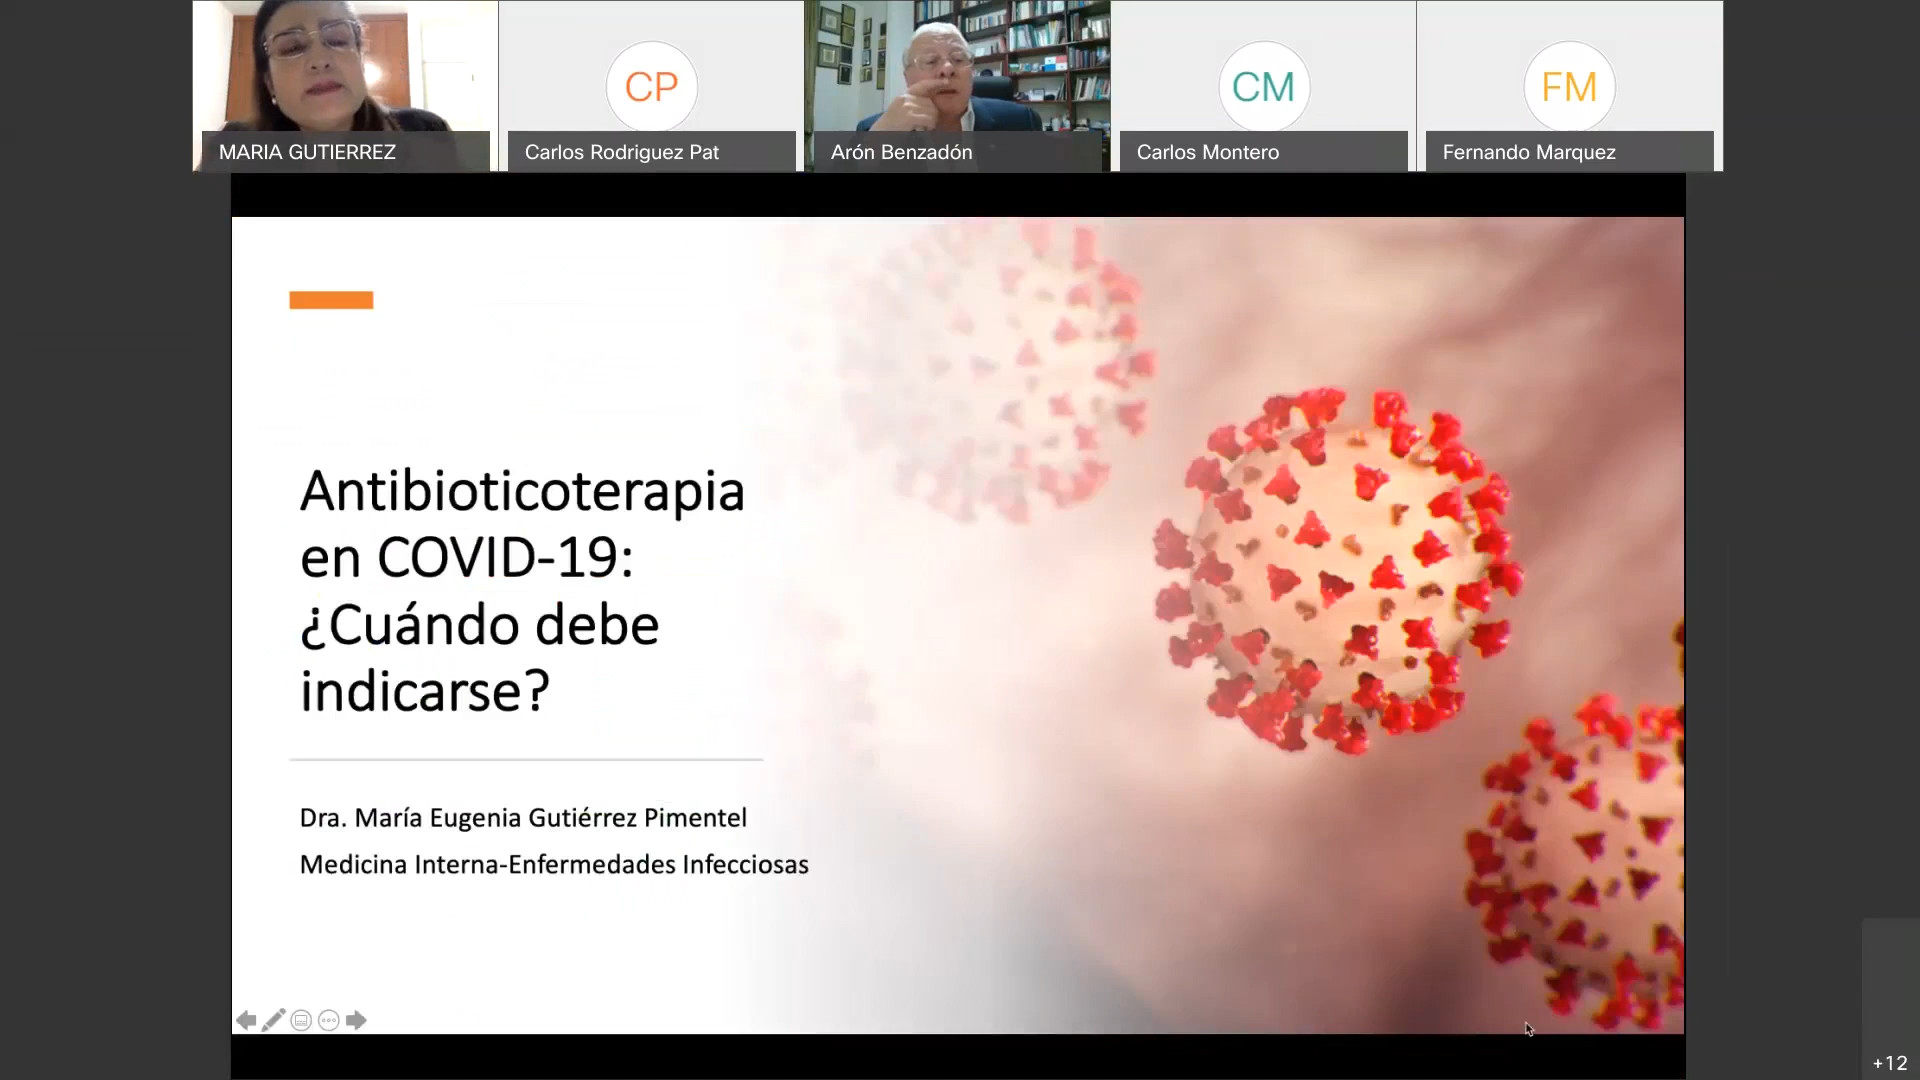 MARIA GUTIERREZ
CP
Carlos Rodriguez Pat
Arón Benzadón
CM
Carlos Montero
FM
Fernando Marquez
Antibioticoterapia
en COVID-19:
¿Cuándo debe
indicarse?
Dra. María Eugenia Gutiérrez Pimentel
Medicina Interna-Enfermedades Infecciosas
+12